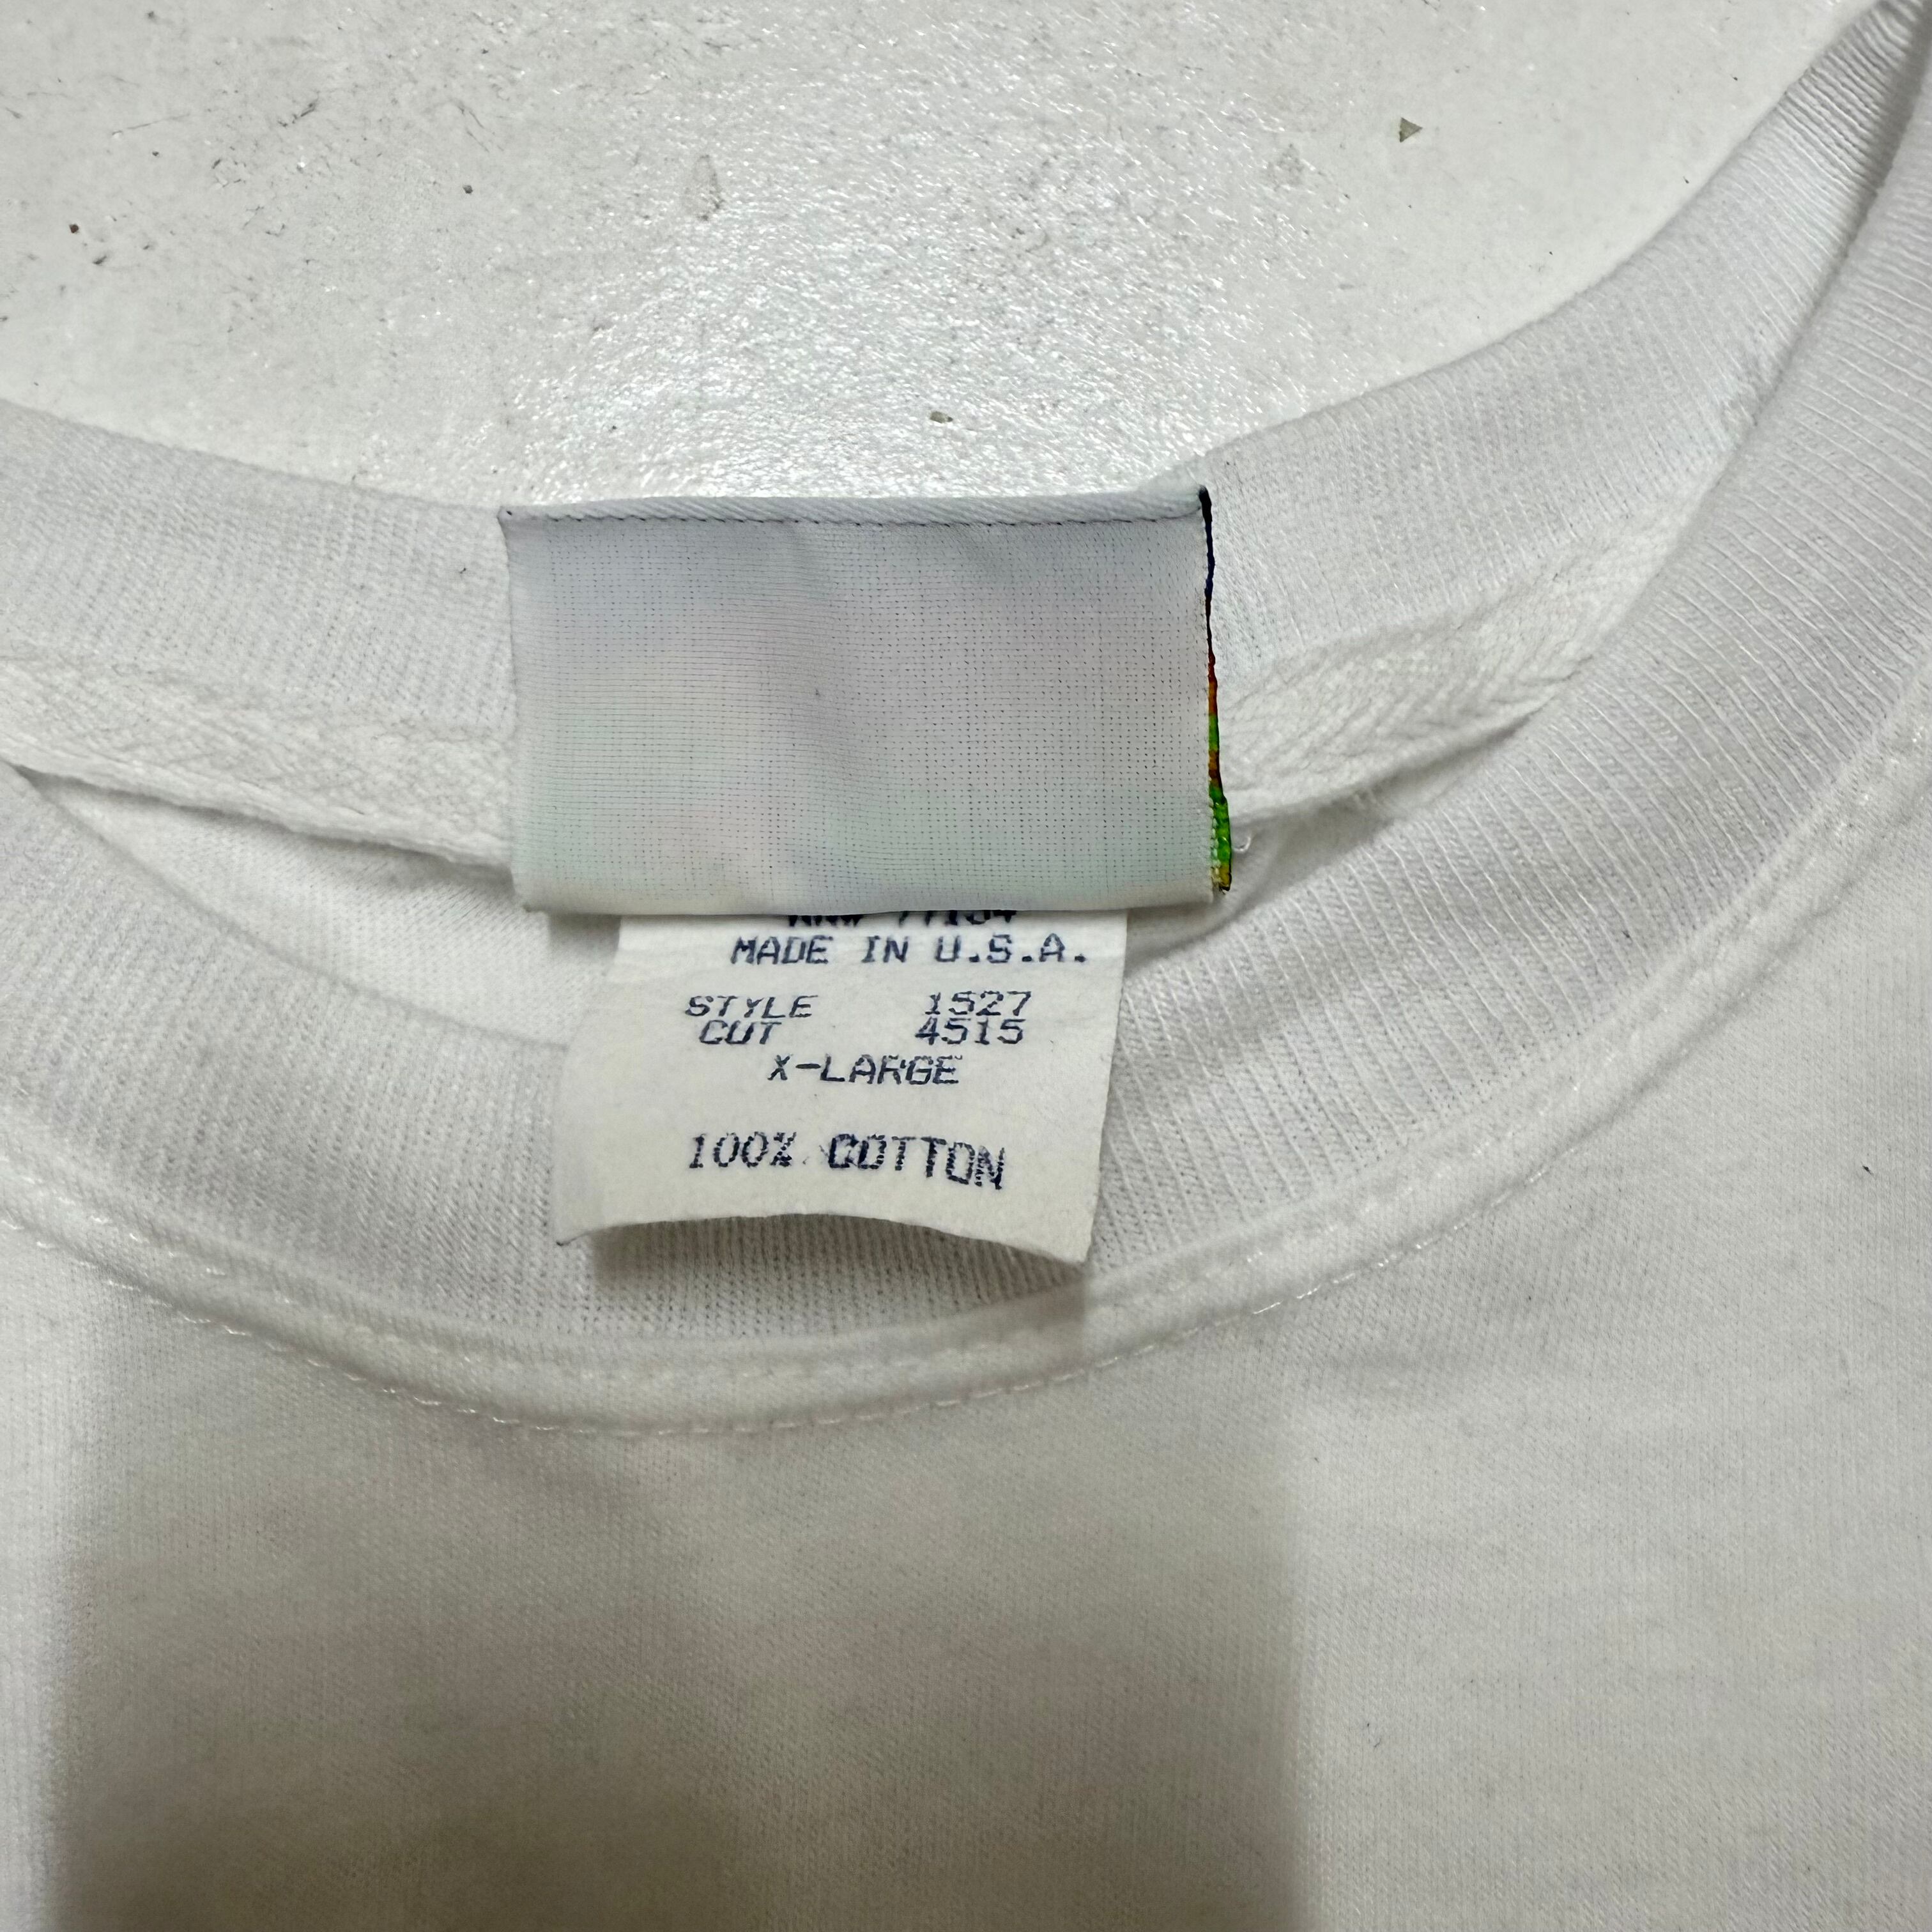 MADE IN U.S.A.
STYLE 1527
CUT 4515
X-LARGE
100% COTTON